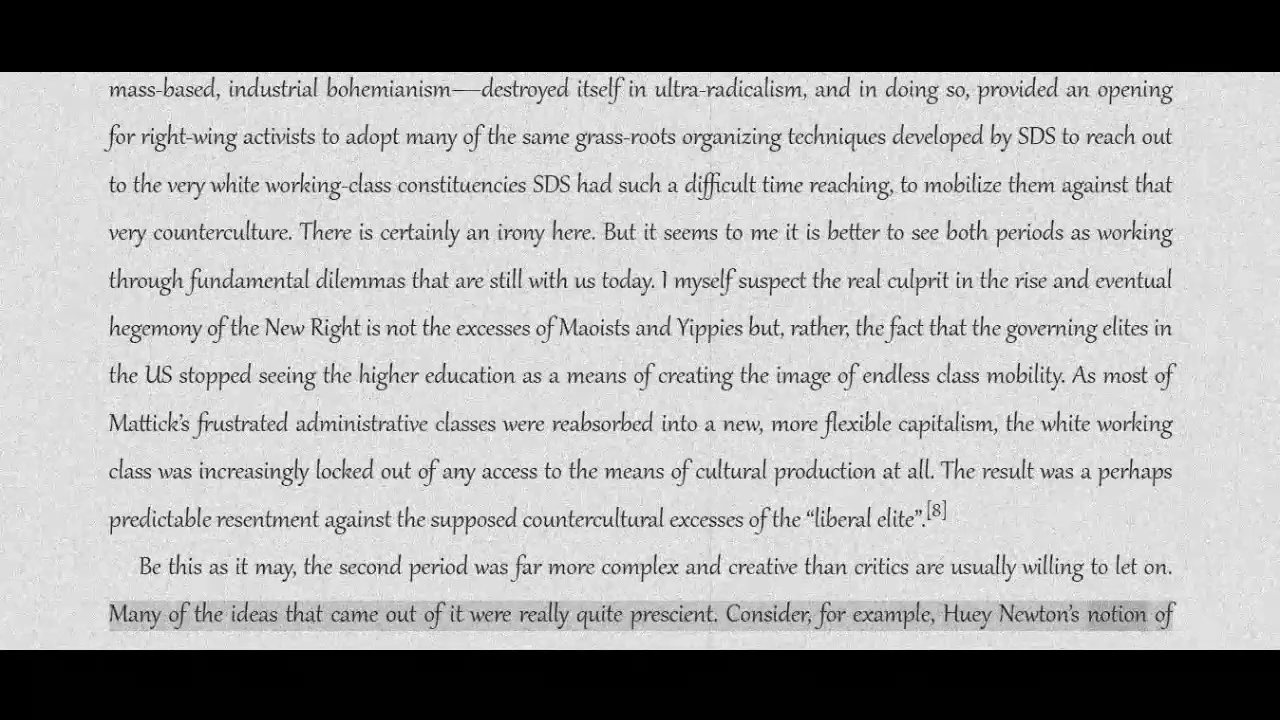 mass-based, industrial bohemianism—destroyed itself in ultra-radicalism, and in doing so, provided an opening
for right-wing activists to adopt many of the same grass-roots organizing techniques developed by SDS to reach out
to the very white working-class constituencies SDS had such a difficult time reaching, to mobilize them against that
very counterculture. There is certainly an irony here. But it seems to me it is better to see both periods as working
through fundamental dilemmas that are still with us today. I myself suspect the real culprit in the rise and eventual
hegemony of the New Right is not the excesses of Maoists and Yippies but, rather, the fact that the governing elites in
the US stopped seeing the higher education as a means of creating the image of endless class mobility. As most of
Mattick's frustrated administrative classes were reabsorbed into a new, more flexible capitalism, the white working
class was increasingly locked out of any access to the means of cultural production at all. The result was a perhaps
predictable resentment against the supposed countercultural excesses of the “liberal elite”.[8]
Be this as it may, the second period was far more complex and creative than critics are usually willing to let on.
Many of the ideas that came out of it were really quite prescient. Consider, for example, Huey Newton's notion of